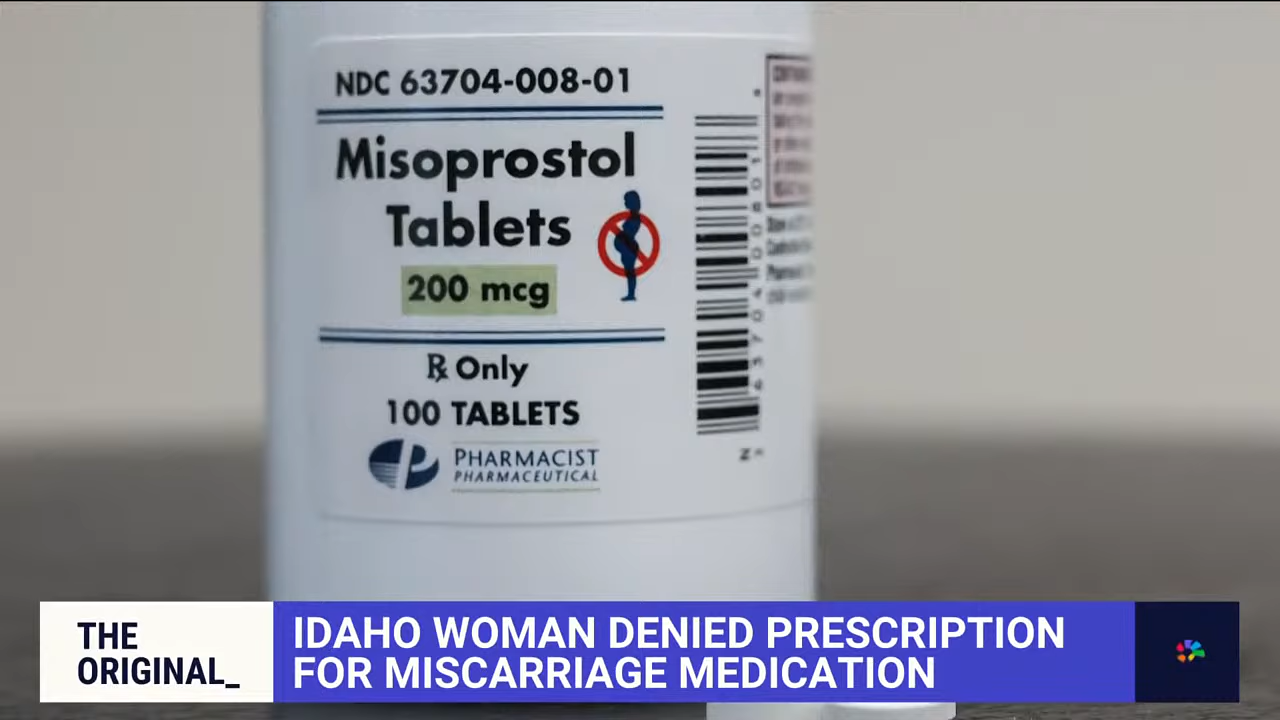 NDC 63704-008-01
Misoprostol
Tablets
200 mcg
℞ Only
100 TABLETS
PHARMACIST
PHARMACEUTICAL
THE
ORIGINAL_
IDAHO WOMAN DENIED PRESCRIPTION
FOR MISCARRIAGE MEDICATION